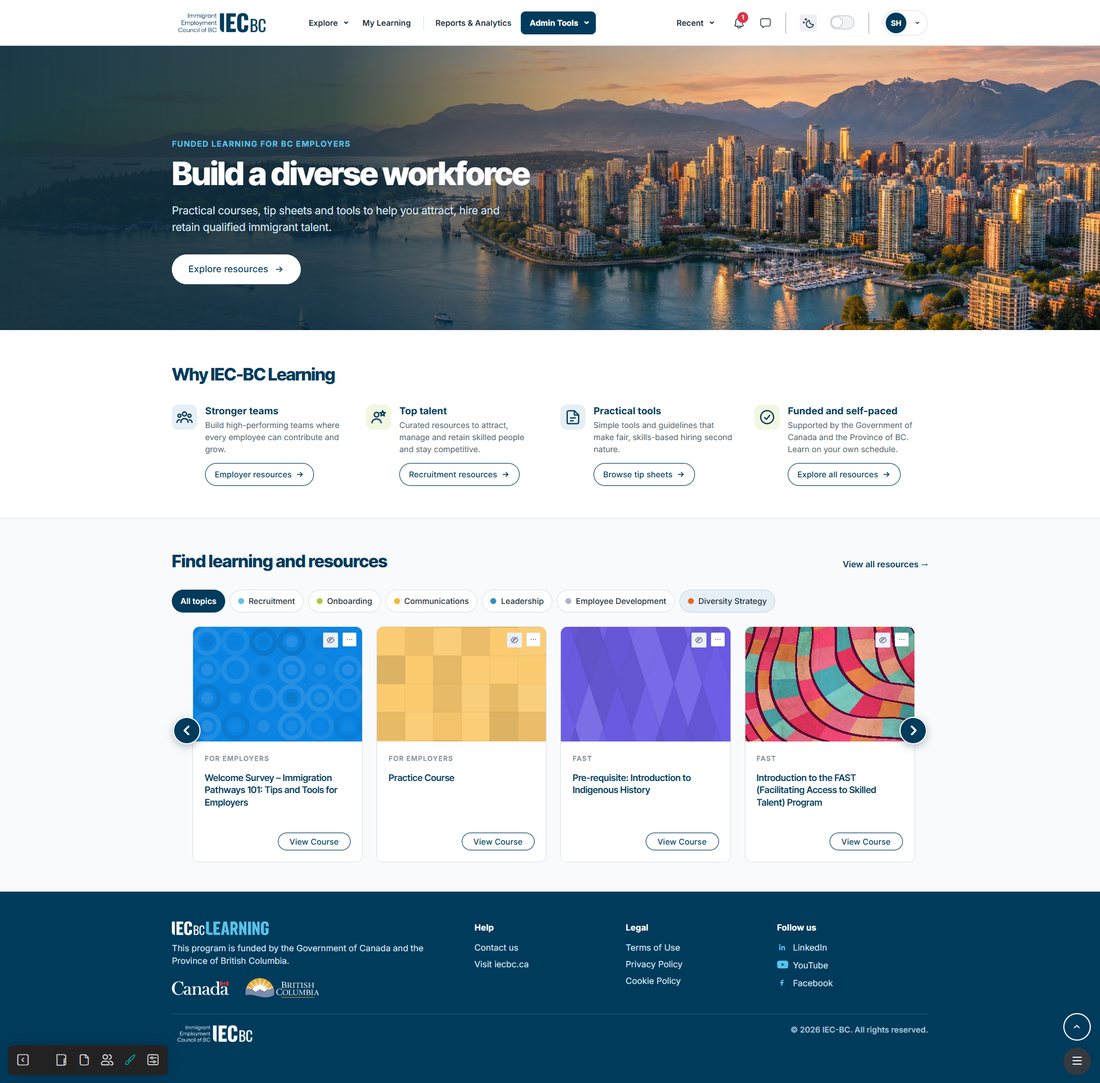 Immigrant
Employment
Council of BC
IECBC
Explore
My Learning
Reports & Analytics
Admin Tools
Recent
1
SH
FUNDED LEARNING FOR BC EMPLOYERS
Build a diverse workforce
Practical courses, tip sheets and tools to help you attract, hire and
retain qualified immigrant talent.
Explore resources →
Why IEC-BC Learning
Stronger teams
Build high-performing teams where
every employee can contribute and
grow.
Employer resources →
Top talent
Curated resources to attract,
manage and retain skilled people
and stay competitive.
Recruitment resources →
Practical tools
Simple tools and guidelines that
make fair, skills-based hiring second
nature.
Browse tip sheets →
Funded and self-paced
Supported by the Government of
Canada and the Province of BC.
Learn on your own schedule.
Explore all resources →
Find learning and resources
View all resources →
All topics
Recruitment
Onboarding
Communications
Leadership
Employee Development
Diversity Strategy
FOR EMPLOYERS
Welcome Survey – Immigration
Pathways 101: Tips and Tools for
Employers
View Course
FOR EMPLOYERS
Practice Course
View Course
FAST
Pre-requisite: Introduction to
Indigenous History
View Course
FAST
Introduction to the FAST
(Facilitating Access to Skilled
Talent) Program
View Course
IECBCLEARNING
This program is funded by the Government of Canada and the
Province of British Columbia.
Canada
BRITISH
COLUMBIA
Help
Contact us
Visit iecbc.ca
Legal
Terms of Use
Privacy Policy
Cookie Policy
Follow us
LinkedIn
YouTube
Facebook
Immigrant
Employment
Council of BC
IECBC
© 2026 IEC-BC. All rights reserved.